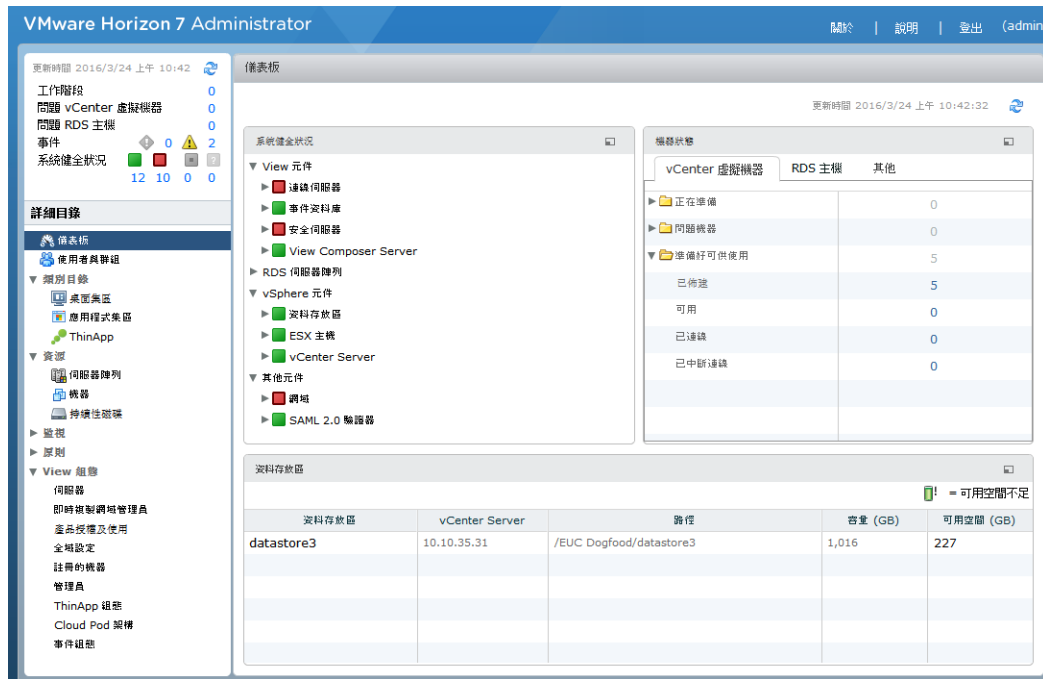 VMware Horizon 7 Administrator
關於 | 說明 | 登出 (admin
更新時間 2016/3/24 上午 10:42
工作階段 0
問題 vCenter 虛擬機器 0
問題 RDS 主機 0
事件 0 2
系統健全狀況
12 10 0 0
詳細目錄
儀表板
使用者與群組
類別目錄
桌面集區
應用程式集區
ThinApp
資源
伺服器陣列
機器
持續性磁碟
監視
原則
View 組態
伺服器
即時複製網域管理員
產品授權及使用
全域設定
註冊的機器
管理員
ThinApp 組態
Cloud Pod 架構
事件組態
儀表板
更新時間 2016/3/24 上午 10:42:32
系統健全狀況
View 元件
連線伺服器
事件資料庫
安全伺服器
View Composer Server
RDS 伺服器陣列
vSphere 元件
資料存放區
ESX 主機
vCenter Server
其他元件
網域
SAML 2.0 驗證器
機器狀態
vCenter 虛擬機器 RDS 主機 其他
正在準備 0
問題機器 0
準備好可供使用 5
已佈建 5
可用 0
已連線 0
已中斷連線 0
資料存放區
! = 可用空間不足
資料存放區 vCenter Server 路徑 容量 (GB) 可用空間 (GB)
datastore3 10.10.35.31 /EUC Dogfood/datastore3 1,016 227